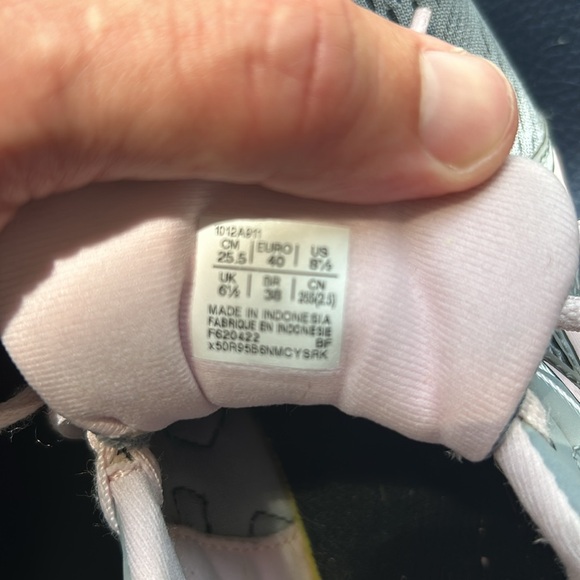 1012A911
CM EURO US
25.5 40 8½
UK BR CN
6½ 38 255(2.5)
MADE IN INDONESIA
FABRIQUE EN INDONESIE
F620422 BF
x5DR95B6NMCYSRK